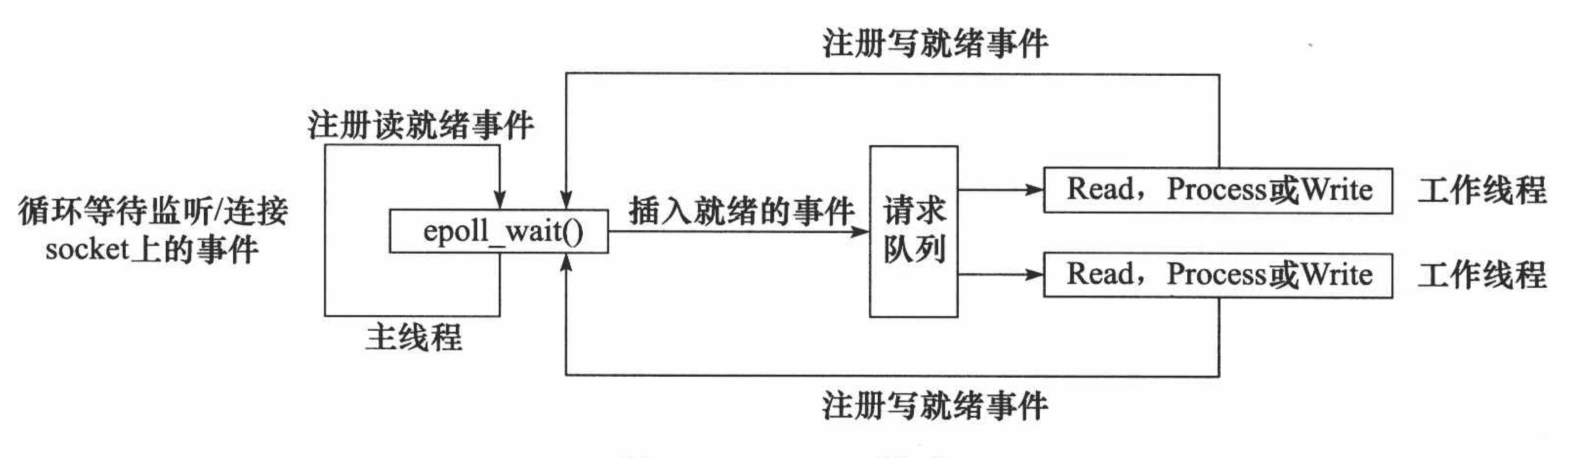 注册写就绪事件
注册读就绪事件
循环等待监听/连接
socket上的事件
epoll_wait()
插入就绪的事件
请求
队列
Read，Process或Write
工作线程
Read，Process或Write
工作线程
主线程
注册写就绪事件